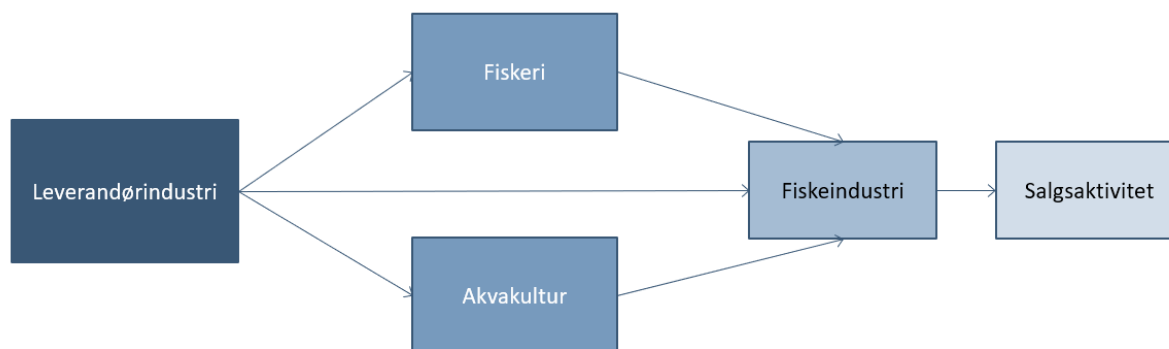 Fiskeri
Leverandørindustri
Fiskeindustri
Salgsaktivitet
Akvakultur